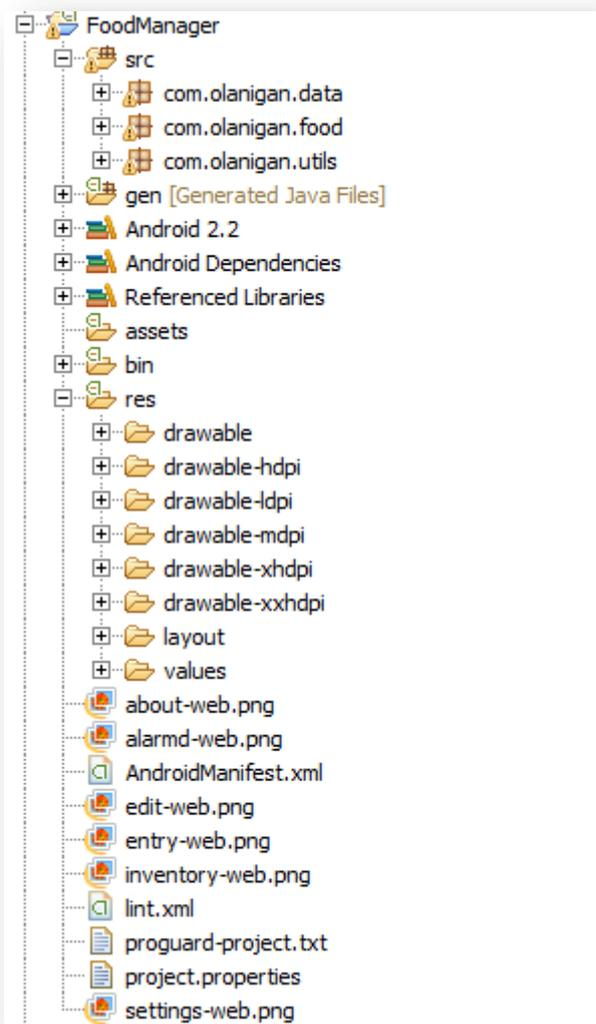 FoodManager
src
com.olanigan.data
com.olanigan.food
com.olanigan.utils
gen [Generated Java Files]
Android 2.2
Android Dependencies
Referenced Libraries
assets
bin
res
drawable
drawable-hdpi
drawable-ldpi
drawable-mdpi
drawable-xhdpi
drawable-xxhdpi
layout
values
about-web.png
alarmd-web.png
AndroidManifest.xml
edit-web.png
entry-web.png
inventory-web.png
lint.xml
proguard-project.txt
project.properties
settings-web.png